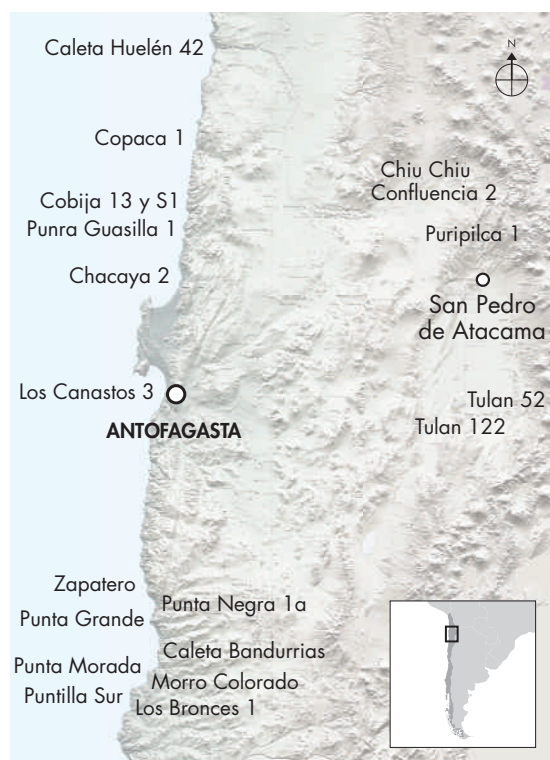 Caleta Huelén 42
N
Copaca 1
Chiu Chiu
Confluencia 2
Cobija 13 y S1
Punra Guasilla 1
Puripilca 1
Chacaya 2
San Pedro
de Atacama
Los Canastos 3
ANTOFAGASTA
Tulan 52
Tulan 122
Zapatero
Punta Negra 1a
Punta Grande
Caleta Bandurrias
Punta Morada
Morro Colorado
Puntilla Sur
Los Bronces 1